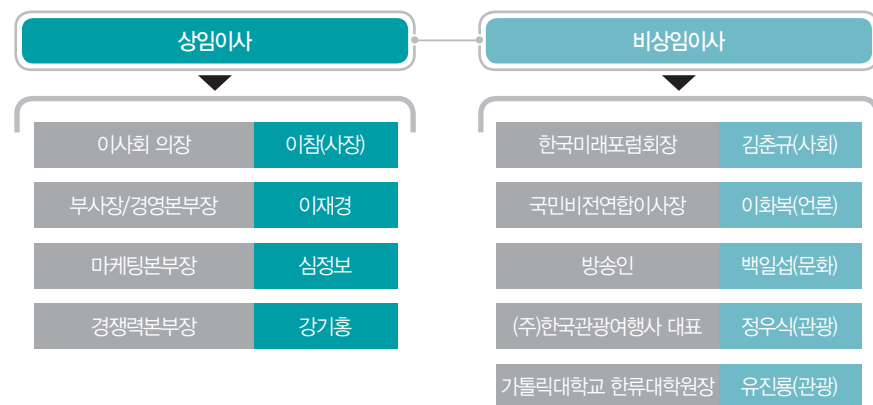 상임이사
이사회 의장 이참(사장)
부사장/경영본부장 이재경
마케팅본부장 심정보
경쟁력본부장 강기홍
비상임이사
한국미래포럼회장 김춘규(사회)
국민비전연합이사장 이화복(언론)
방송인 백일섭(문화)
(주)한국관광여행사 대표 정우식(관광)
가톨릭대학교 한류대학원장 유진룡(관광)